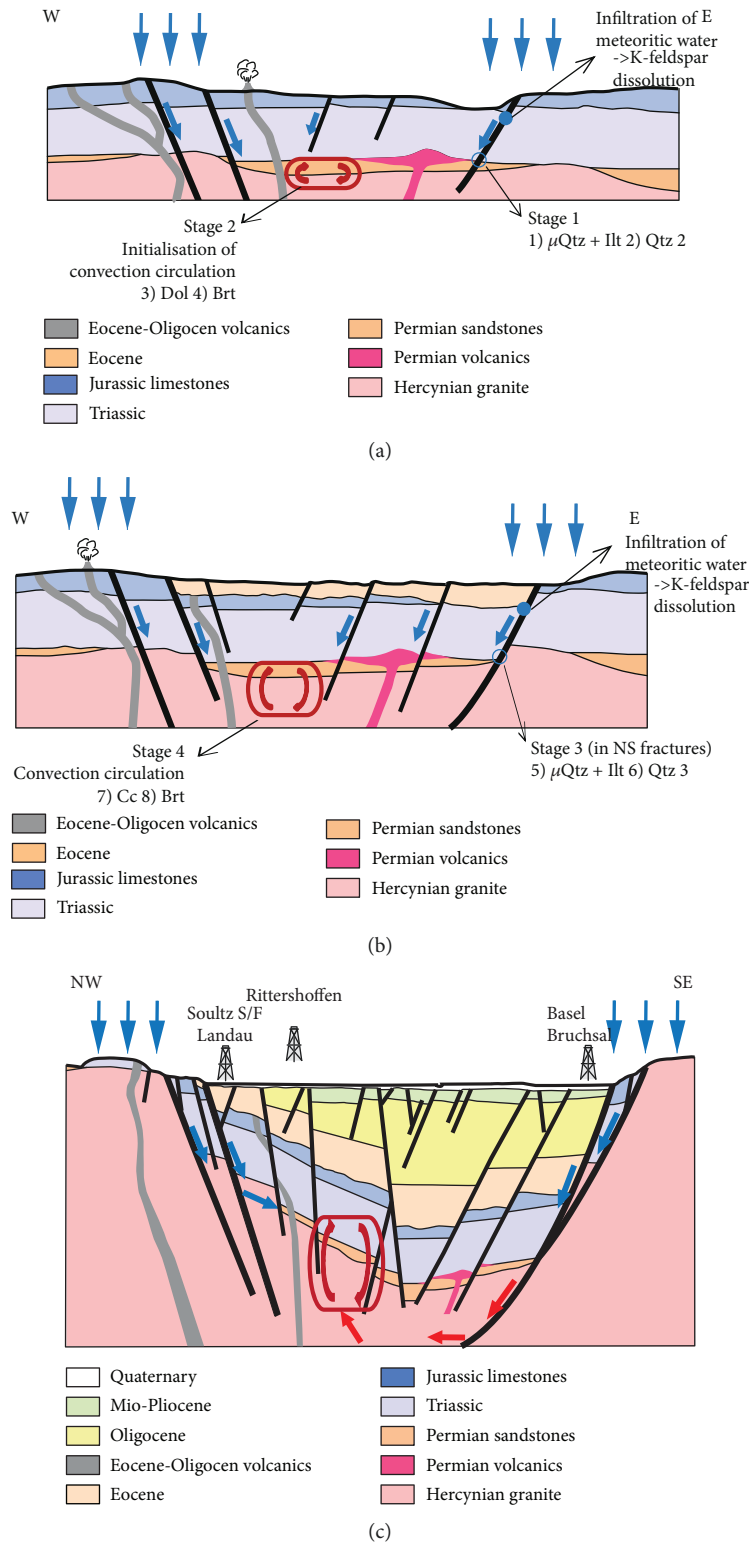 W
E
Infiltration of
meteoritic water
->K-feldspar
dissolution
Stage 2
Initialisation of
convection circulation
3) Dol 4) Brt
Stage 1
1) μQtz + Ilt 2) Qtz 2
Eocene-Oligocen volcanics
Eocene
Jurassic limestones
Triassic
Permian sandstones
Permian volcanics
Hercynian granite
(a)
W
E
Infiltration of
meteoritic water
->K-feldspar
dissolution
Stage 4
Convection circulation
7) Cc 8) Brt
Stage 3 (in NS fractures)
5) μQtz + Ilt 6) Qtz 3
Eocene-Oligocen volcanics
Eocene
Jurassic limestones
Triassic
Permian sandstones
Permian volcanics
Hercynian granite
(b)
NW
SE
Rittershoffen
Soultz S/F
Landau
Basel
Bruchsal
Quaternary
Mio-Pliocene
Oligocene
Eocene-Oligocen volcanics
Eocene
Jurassic limestones
Triassic
Permian sandstones
Permian volcanics
Hercynian granite
(c)